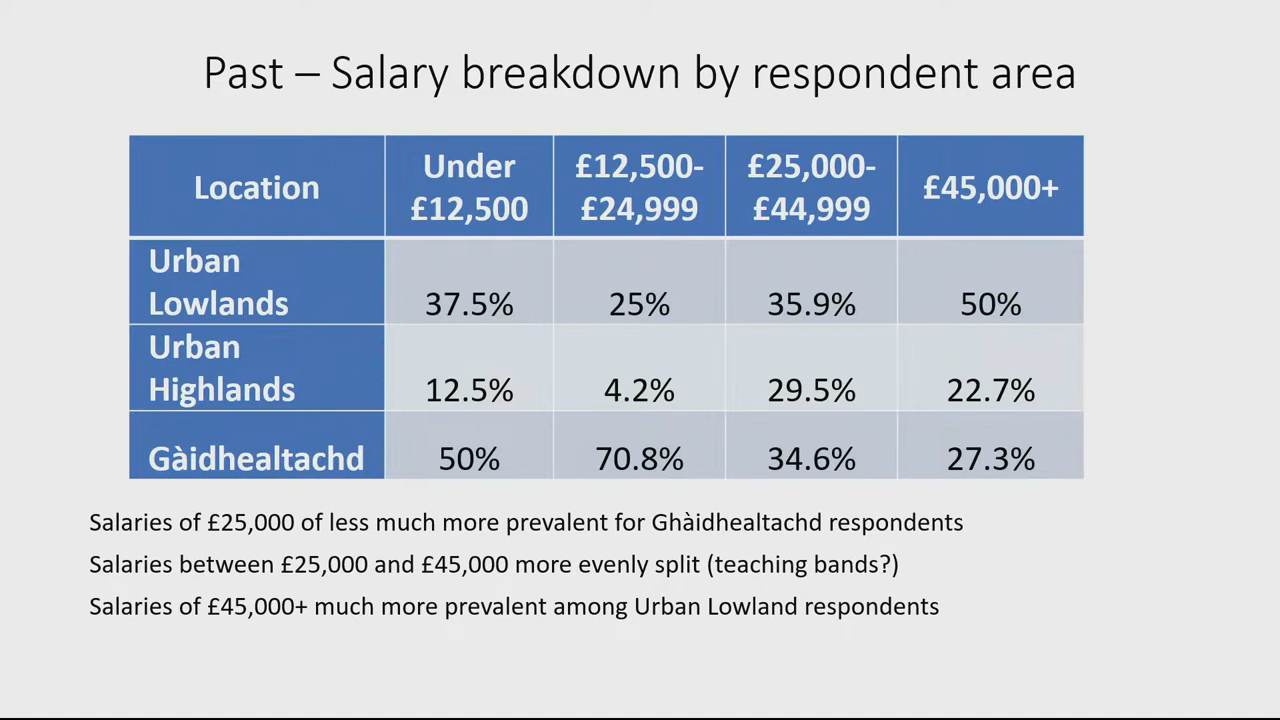 Past – Salary breakdown by respondent area
Location
Under
£12,500
£12,500-
£24,999
£25,000-
£44,999
£45,000+
Urban
Lowlands
37.5%
25%
35.9%
50%
Urban
Highlands
12.5%
4.2%
29.5%
22.7%
Gàidhealtachd
50%
70.8%
34.6%
27.3%
Salaries of £25,000 of less much more prevalent for Ghàidhealtachd respondents
Salaries between £25,000 and £45,000 more evenly split (teaching bands?)
Salaries of £45,000+ much more prevalent among Urban Lowland respondents